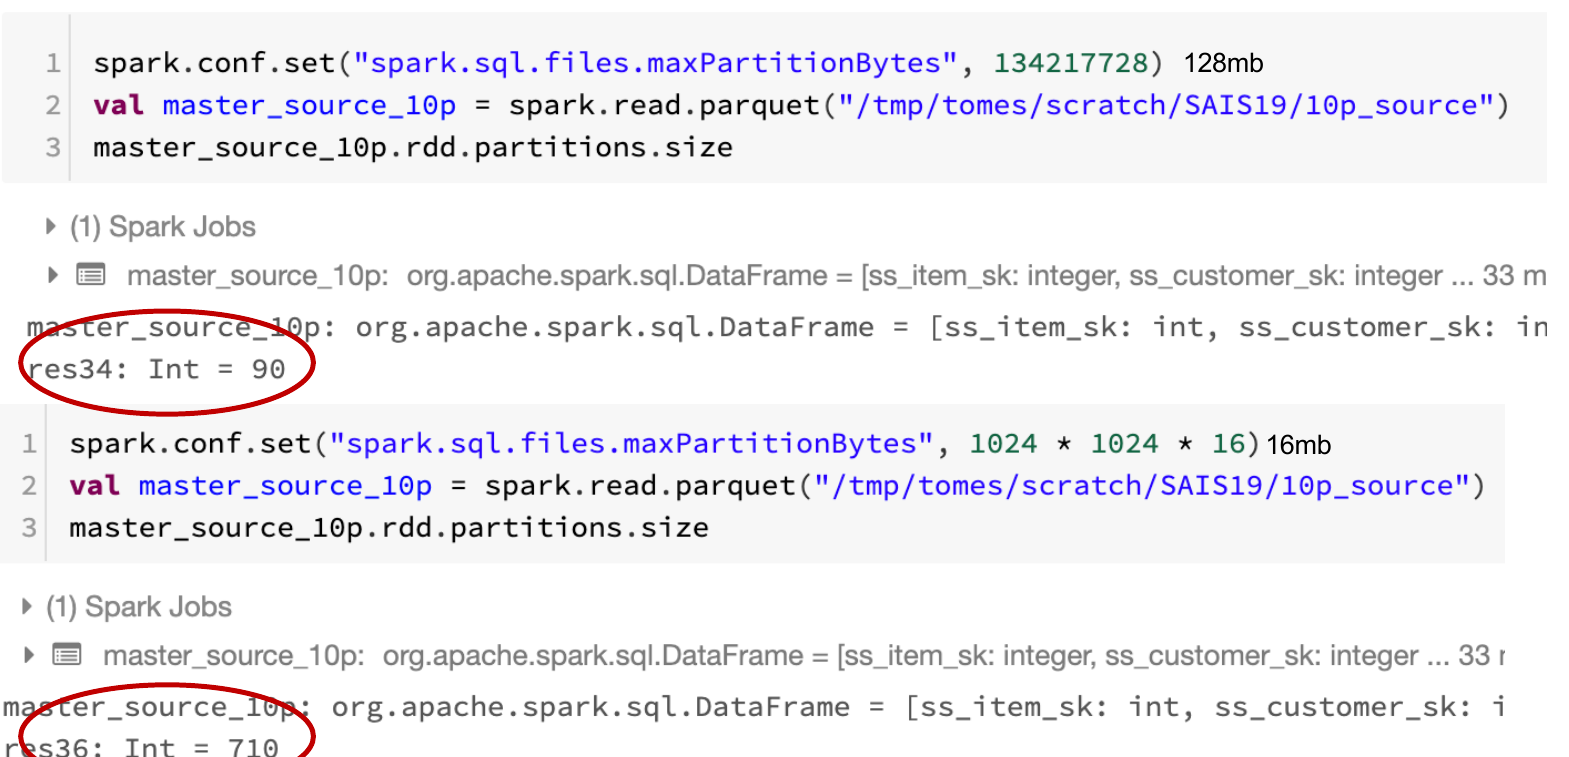 1 spark.conf.set("spark.sql.files.maxPartitionBytes", 134217728) 128mb
2 val master_source_10p = spark.read.parquet("/tmp/tomes/scratch/SAIS19/10p_source")
3 master_source_10p.rdd.partitions.size
(1) Spark Jobs
master_source_10p: org.apache.spark.sql.DataFrame = [ss_item_sk: integer, ss_customer_sk: integer ... 33 m
master_source_10p: org.apache.spark.sql.DataFrame = [ss_item_sk: int, ss_customer_sk: in
res34: Int = 90
1 spark.conf.set("spark.sql.files.maxPartitionBytes", 1024 * 1024 * 16) 16mb
2 val master_source_10p = spark.read.parquet("/tmp/tomes/scratch/SAIS19/10p_source")
3 master_source_10p.rdd.partitions.size
(1) Spark Jobs
master_source_10p: org.apache.spark.sql.DataFrame = [ss_item_sk: integer, ss_customer_sk: integer ... 33 r
master_source_10p: org.apache.spark.sql.DataFrame = [ss_item_sk: int, ss_customer_sk: i
res36: Int = 710